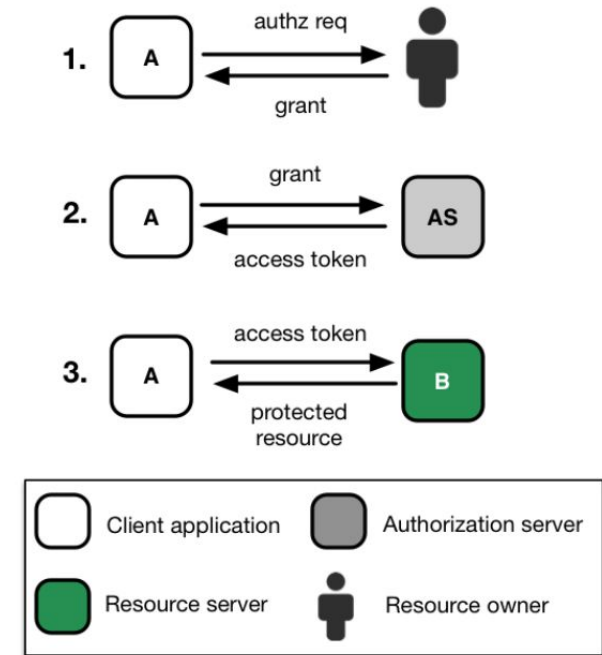 authz req
1.
A
grant
grant
2.
A
AS
access token
access token
3.
A
B
protected
resource
Client application
Authorization server
Resource server
Resource owner